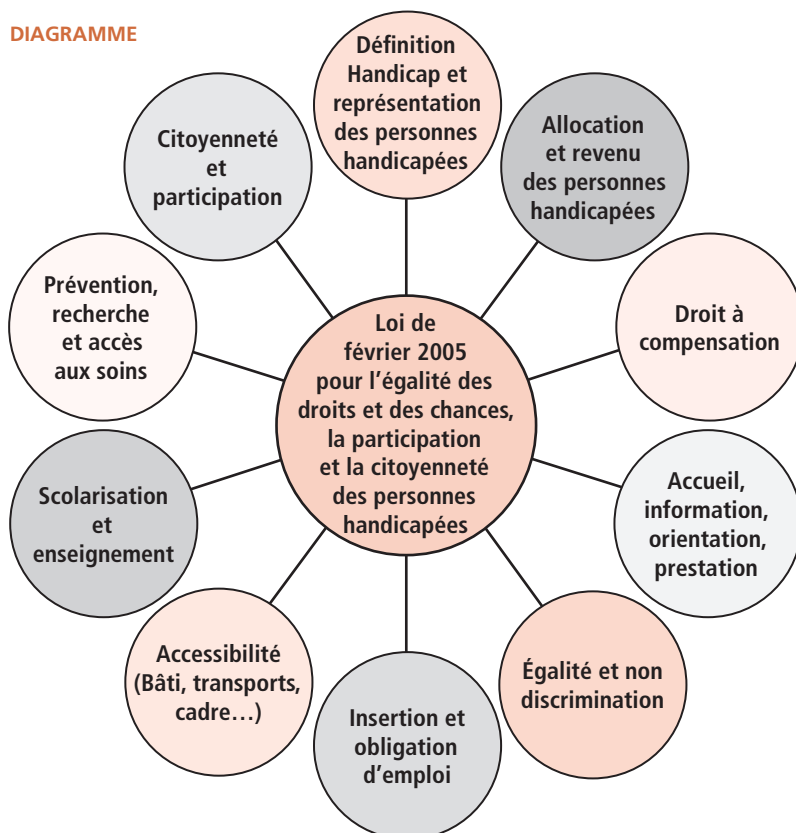 DIAGRAMME
Définition
Handicap et
représentation
des personnes
handicapées
Allocation
et revenu
des personnes
handicapées
Droit à
compensation
Accueil,
information,
orientation,
prestation
Égalité et non
discrimination
Insertion et
obligation
d’emploi
Accessibilité
(Bâti, transports,
cadre…)
Scolarisation
et
enseignement
Prévention,
recherche
et accès
aux soins
Citoyenneté
et
participation
Loi de
février 2005
pour l’égalité des
droits et des chances,
la participation
et la citoyenneté
des personnes
handicapées